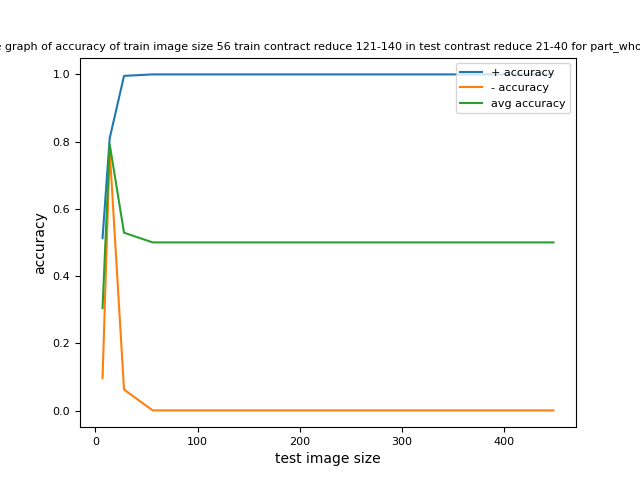 graph of accuracy of train image size 56 train contract reduce 121-140 in test contrast reduce 21-40 for
+ accuracy
- accuracy
avg accuracy
1.0
0.8
0.6
0.4
0.2
0.0
accuracy
0 100 200 300 400
test image size